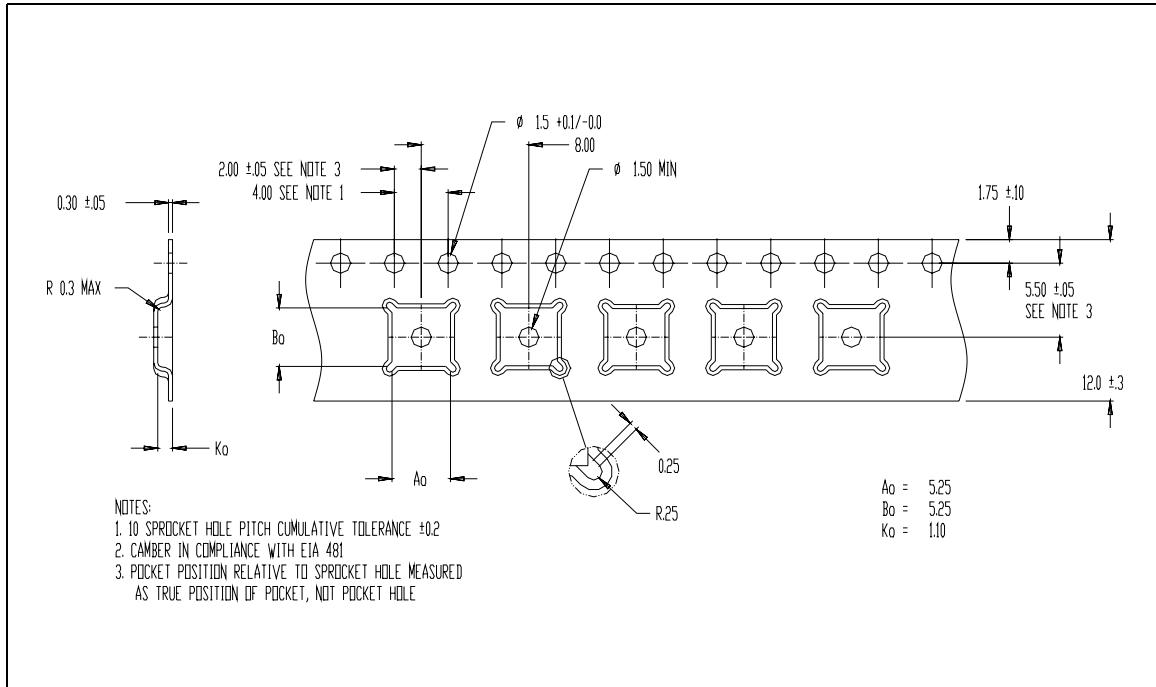 Ø 1.5 +0.1/-0.0
8.00
2.00 ±.05 SEE NOTE 3
Ø 1.50 MIN
4.00 SEE NOTE 1
1.75 ±.10
0.30 ±.05
R 0.3 MAX
5.50 ±.05
SEE NOTE 3
Bo
12.0 ±.3
Ko
Ao
0.25
R.25
Ao = 5.25
Bo = 5.25
Ko = 1.10
NOTES:
1. 10 SPROCKET HOLE PITCH CUMULATIVE TOLERANCE ±0.2
2. CAMBER IN COMPLIANCE WITH EIA 481
3. POCKET POSITION RELATIVE TO SPROCKET HOLE MEASURED
AS TRUE POSITION OF POCKET, NOT POCKET HOLE